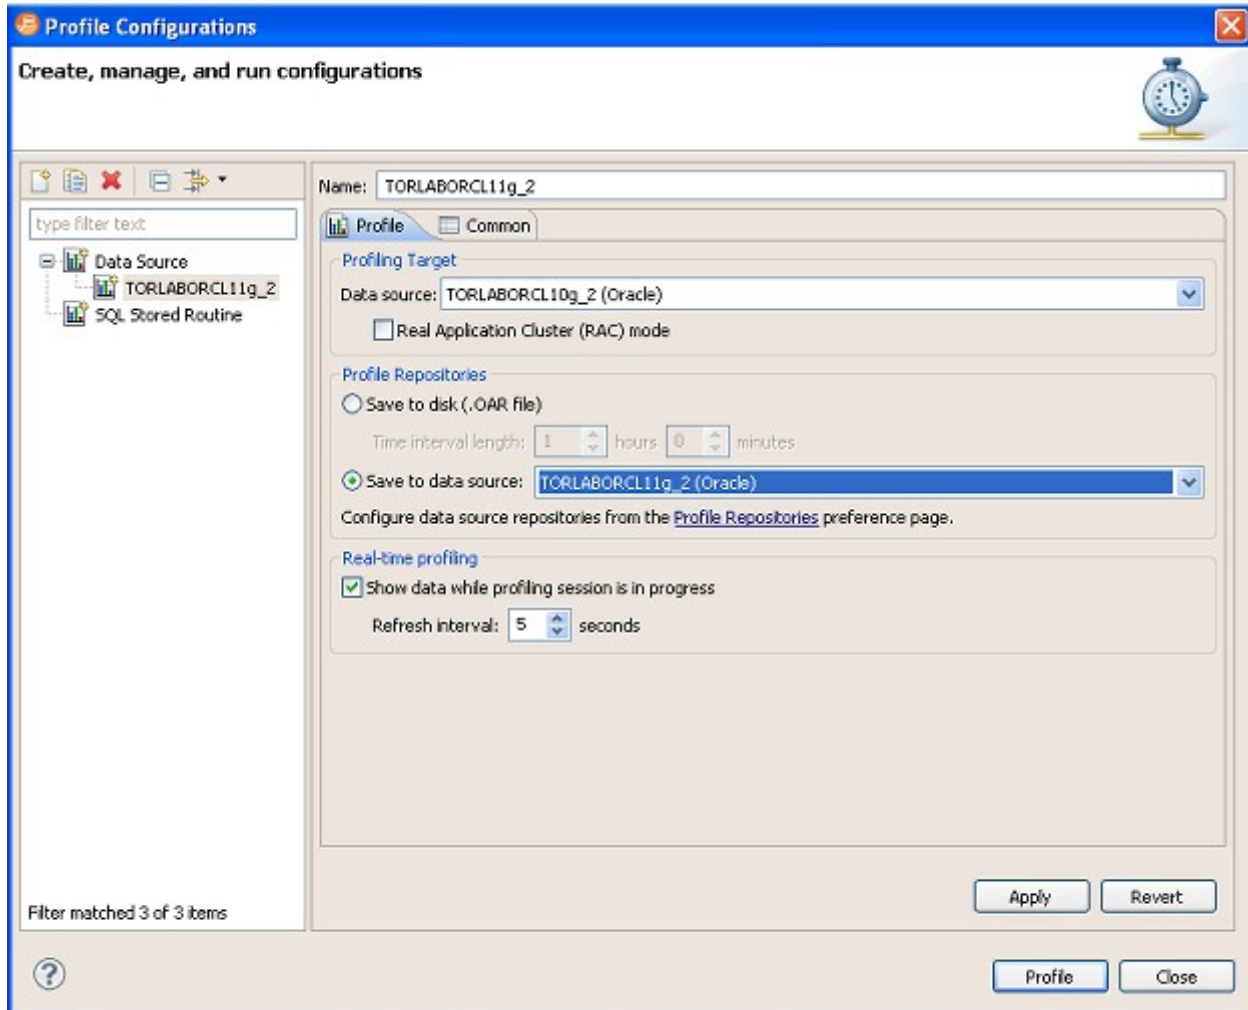 Profile Configurations
Create, manage, and run configurations
type filter text
Data Source
TORLABORCL11g_2
SQL Stored Routine
Filter matched 3 of 3 items
Name: TORLABORCL11g_2
Profile Common
Profiling Target
Data source: TORLABORCL10g_2 (Oracle)
Real Application Cluster (RAC) mode
Profile Repositories
Save to disk (.OAR file)
Time interval length: 1 hours 0 minutes
Save to data source: TORLABORCL11g_2 (Oracle)
Configure data source repositories from the Profile Repositories preference page.
Real-time profiling
Show data while profiling session is in progress
Refresh interval: 5 seconds
Apply Revert
? Profile Close